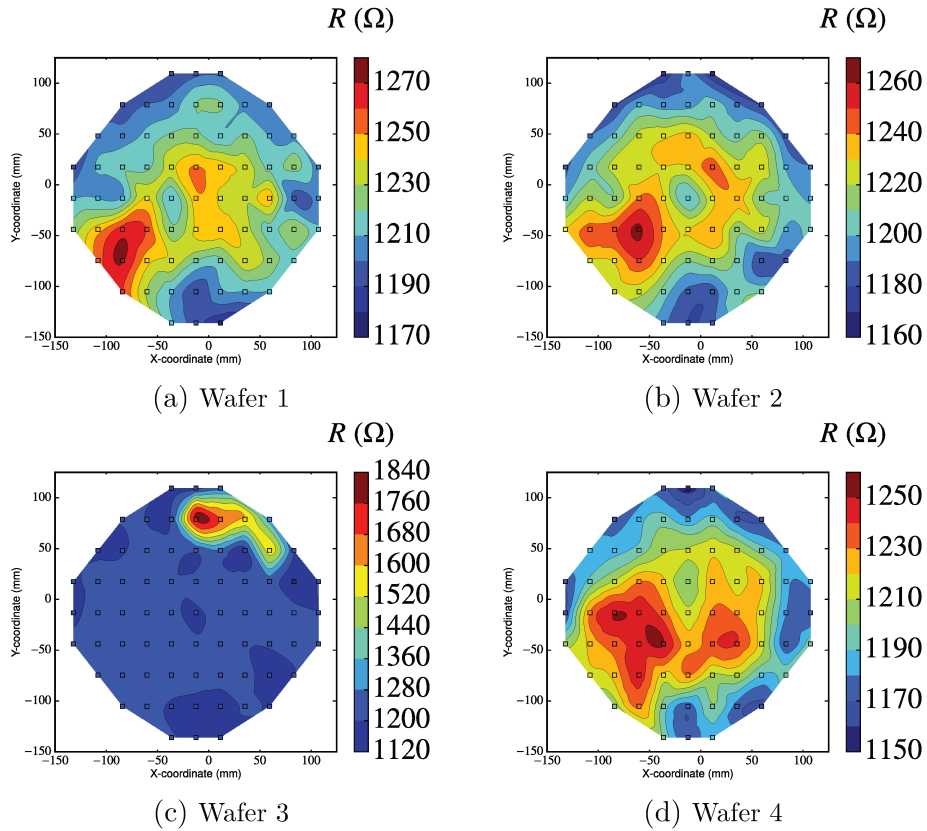 R (Ω) R (Ω)
100 1270 100 1260
50 1250 50 1240
0 1230 0 1220
Y-coordinate (mm) Y-coordinate (mm)
−50 1210 −50 1200
−100 1190 −100 1180
−150 1170 −150 1160
−150 −100 −50 0 50 100 −150 −100 −50 0 50 100
X-coordinate (mm) X-coordinate (mm)
(a) Wafer 1 (b) Wafer 2
R (Ω) R (Ω)
1840
100 1760 100 1250
1680
50 1600 50 1230
1520
0 0 1210
Y-coordinate (mm) Y-coordinate (mm)
1440
−50 1360 −50 1190
1280
−100 1200 −100 1170
−150 1120 −150 1150
−150 −100 −50 0 50 100 −150 −100 −50 0 50 100
X-coordinate (mm) X-coordinate (mm)
(c) Wafer 3 (d) Wafer 4